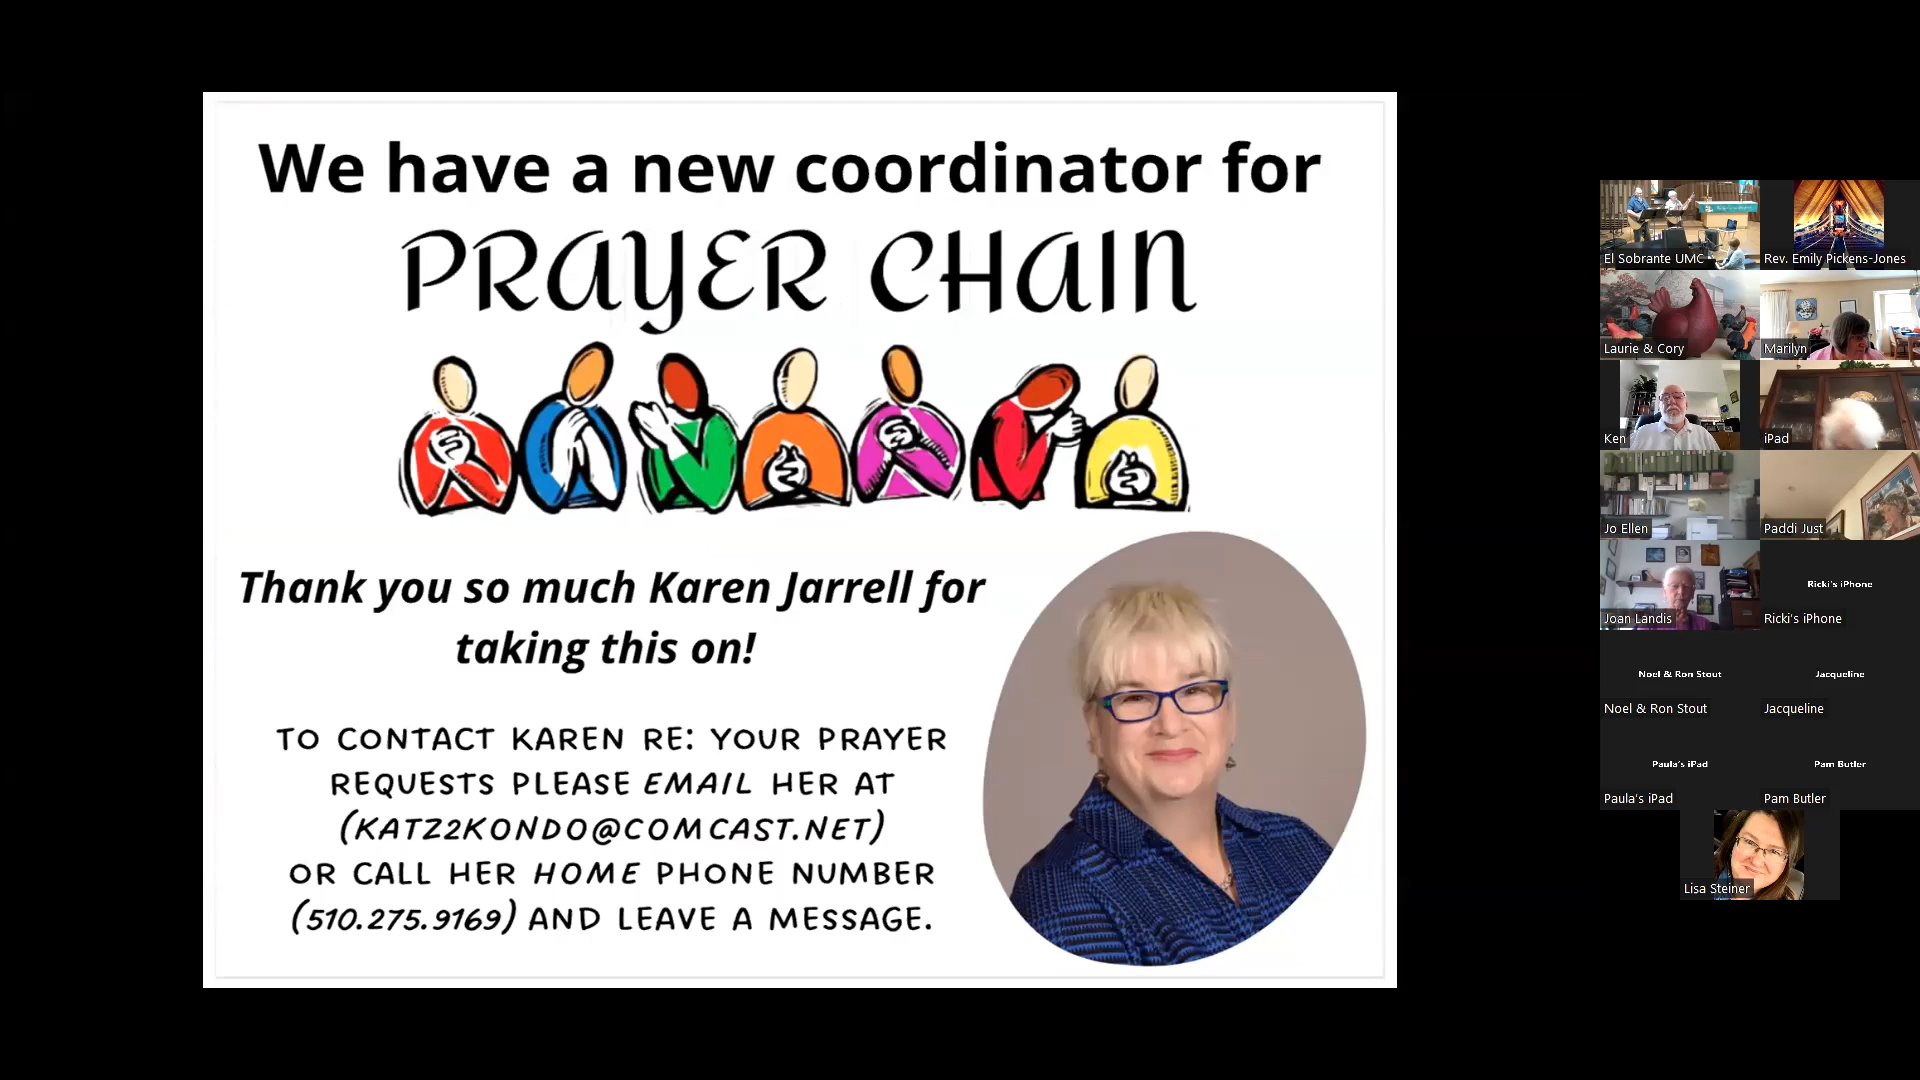 We have a new coordinator for
PRAYER CHAIN
Thank you so much Karen Jarrell for
taking this on!
TO CONTACT KAREN RE: YOUR PRAYER
REQUESTS PLEASE EMAIL HER AT
(KATZ2KONDO@COMCAST.NET)
OR CALL HER HOME PHONE NUMBER
(510.275.9169) AND LEAVE A MESSAGE.
El Sobrante UMC
Rev. Emily Pickens-Jones
Laurie & Cory
Marilyn
Ken
iPad
Jo Ellen
Paddi Just
Joan Landis
Ricki's iPhone
Ricki's iPhone
Noel & Ron Stout
Jacqueline
Noel & Ron Stout
Jacqueline
Paula's iPad
Pam Butler
Paula's iPad
Pam Butler
Lisa Steiner